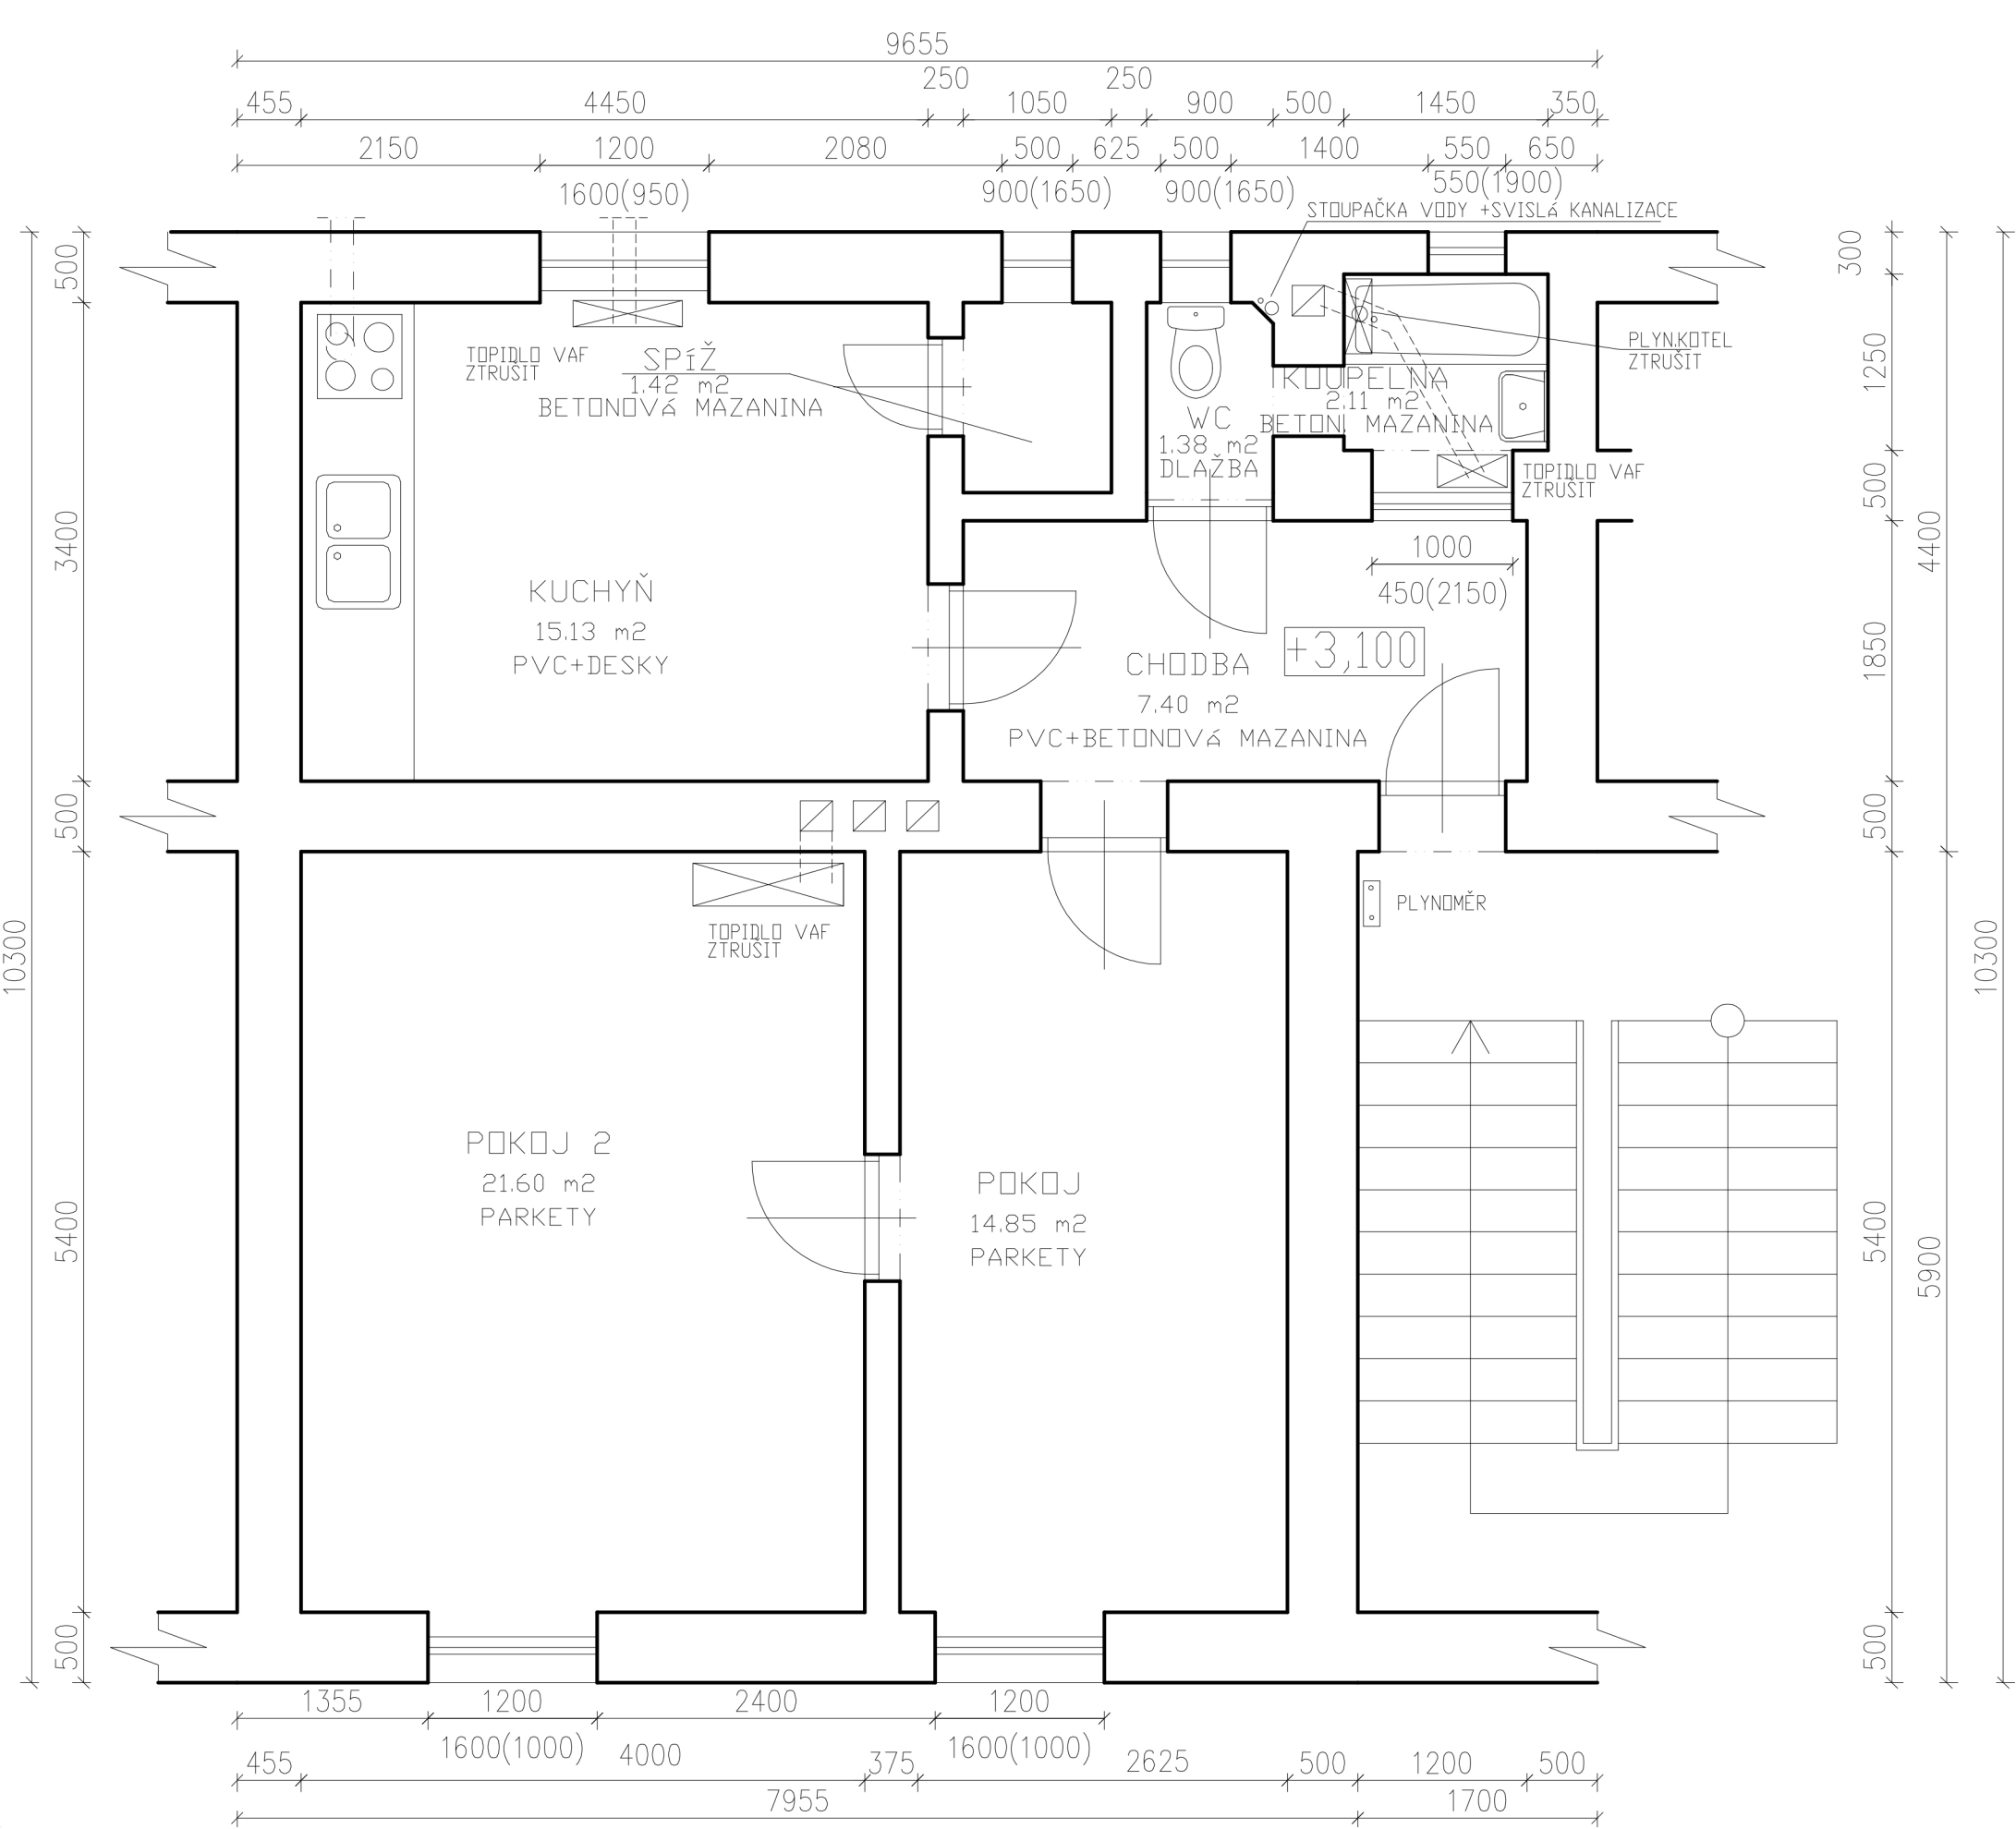 9655
250
250
455
4450
1050
900
500
1450
350
2150
1200
2080
500
625
500
1400
550
650
1600(950)
900(1650)
900(1650)
550(1900)
STOUPAČKA VODY +SVISLá KANALIZACE
500
3400
500
5400
500
10300
300
1250
500
1850
500
5400
500
4400
5900
10300
TOPIDLO VAF
ZTRUŠIT
SPíŽ
1.42 m2
BETONOVá MAZANINA
WC
1.38 m2
DLAŽBA
KOUPELNA
2.11 m2
BETON. MAZANINA
PLYN.KOTEL
ZTRUŠIT
TOPIDLO VAF
ZTRUŠIT
1000
450(2150)
KUCHYŇ
15.13 m2
PVC+DESKY
+3,100
CHODBA
7.40 m2
PVC+BETONOVá MAZANINA
PLYNOMĚR
TOPIDLO VAF
ZTRUŠIT
POKOJ 2
21.60 m2
PARKETY
POKOJ
14.85 m2
PARKETY
1355
1200
2400
1200
1600(1000)
1600(1000)
455
4000
375
2625
500
1200
500
7955
1700